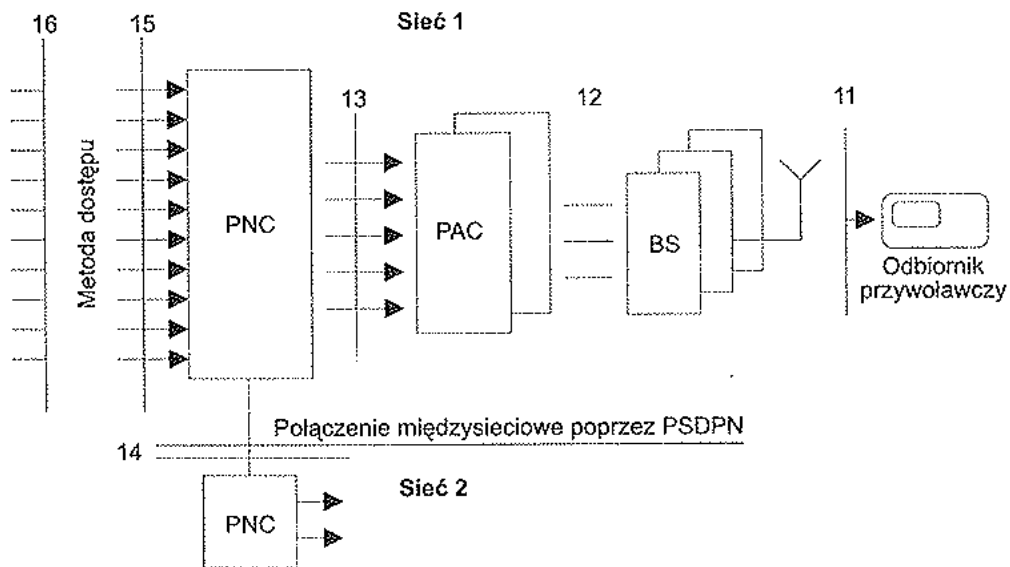 16
15
Sieć 1
13
12
11
Metoda dostępu
PNC
PAC
BS
Odbiornik
przywoławczy
Połączenie międzysieciowe poprzez PSDPN
14
Sieć 2
PNC